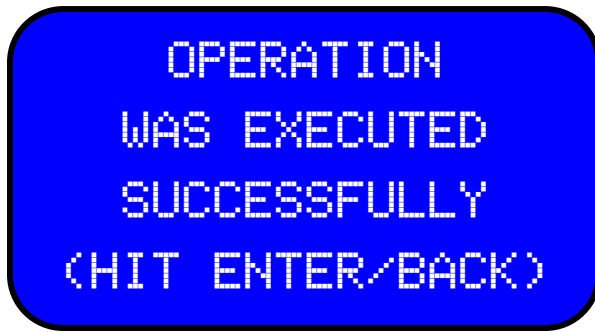 OPERATION
WAS EXECUTED
SUCCESSFULLY
(HIT ENTER/BACK)